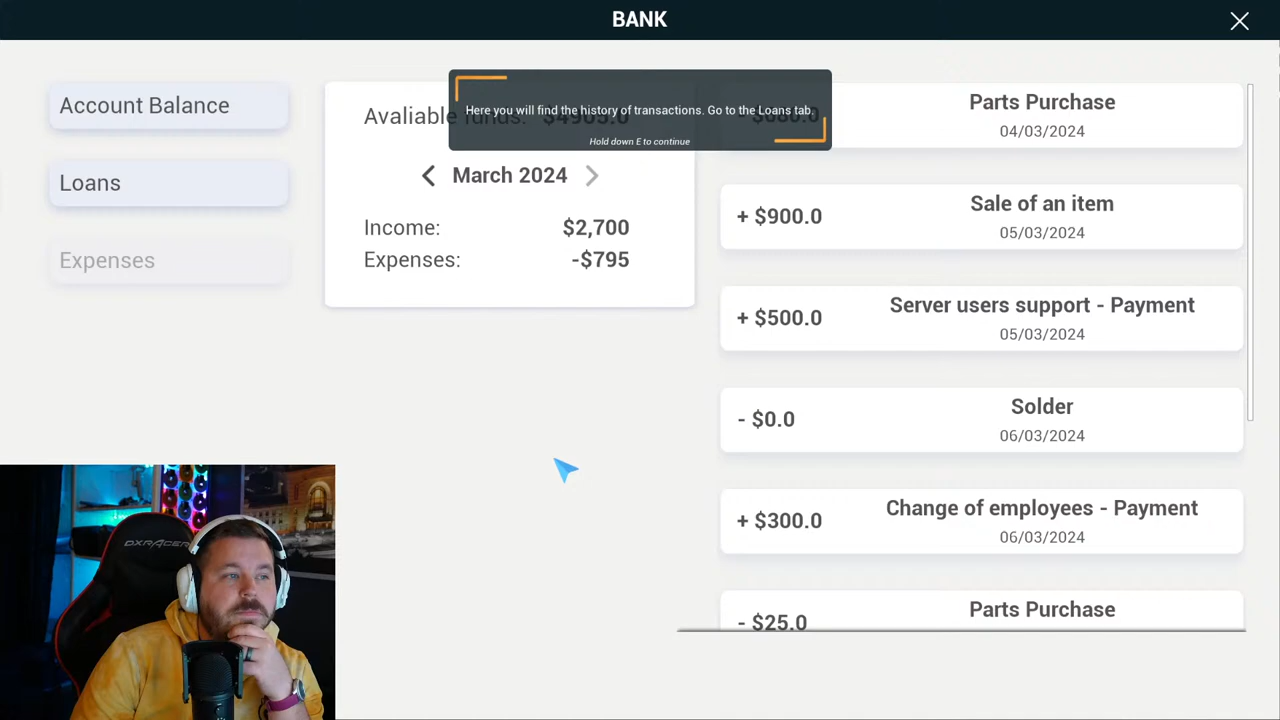 BANK
Account Balance
Loans
Expenses
Avaliable funds: $4905.0
March 2024
Income: $2,700
Expenses: -$795
Here you will find the history of transactions. Go to the Loans tab.
Hold down E to continue
Parts Purchase
04/03/2024
+ $900.0
Sale of an item
05/03/2024
+ $500.0
Server users support - Payment
05/03/2024
- $0.0
Solder
06/03/2024
+ $300.0
Change of employees - Payment
06/03/2024
- $25.0
Parts Purchase
DXRACER